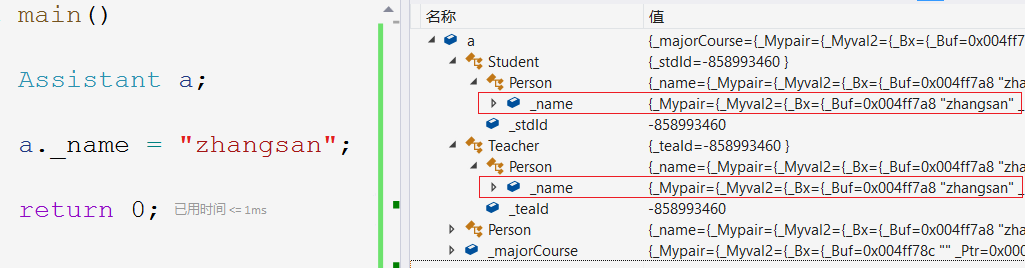 main()
Assistant a;
a._name = "zhangsan";
return 0; 已用时间 <= 1ms
名称 值
a {_majorCourse={_Mypair={_Myval2={_Bx={_Buf=0x004ff7
Student {_stdId=-858993460 }
Person {_name={_Mypair={_Myval2={_Bx={_Buf=0x004ff7a8 "zha
_name {_Mypair={_Myval2={_Bx={_Buf=0x004ff7a8 "zhangsan" _
_stdId -858993460
Teacher {_teaId=-858993460 }
Person {_name={_Mypair={_Myval2={_Bx={_Buf=0x004ff7a8 "zha
_name {_Mypair={_Myval2={_Bx={_Buf=0x004ff7a8 "zhangsan" _
_teaId -858993460
Person {_name={_Mypair={_Myval2={_Bx={_Buf=0x004ff7a8 "zha
_majorCourse {_Mypair={_Myval2={_Bx={_Buf=0x004ff78c "" _Ptr=0x000